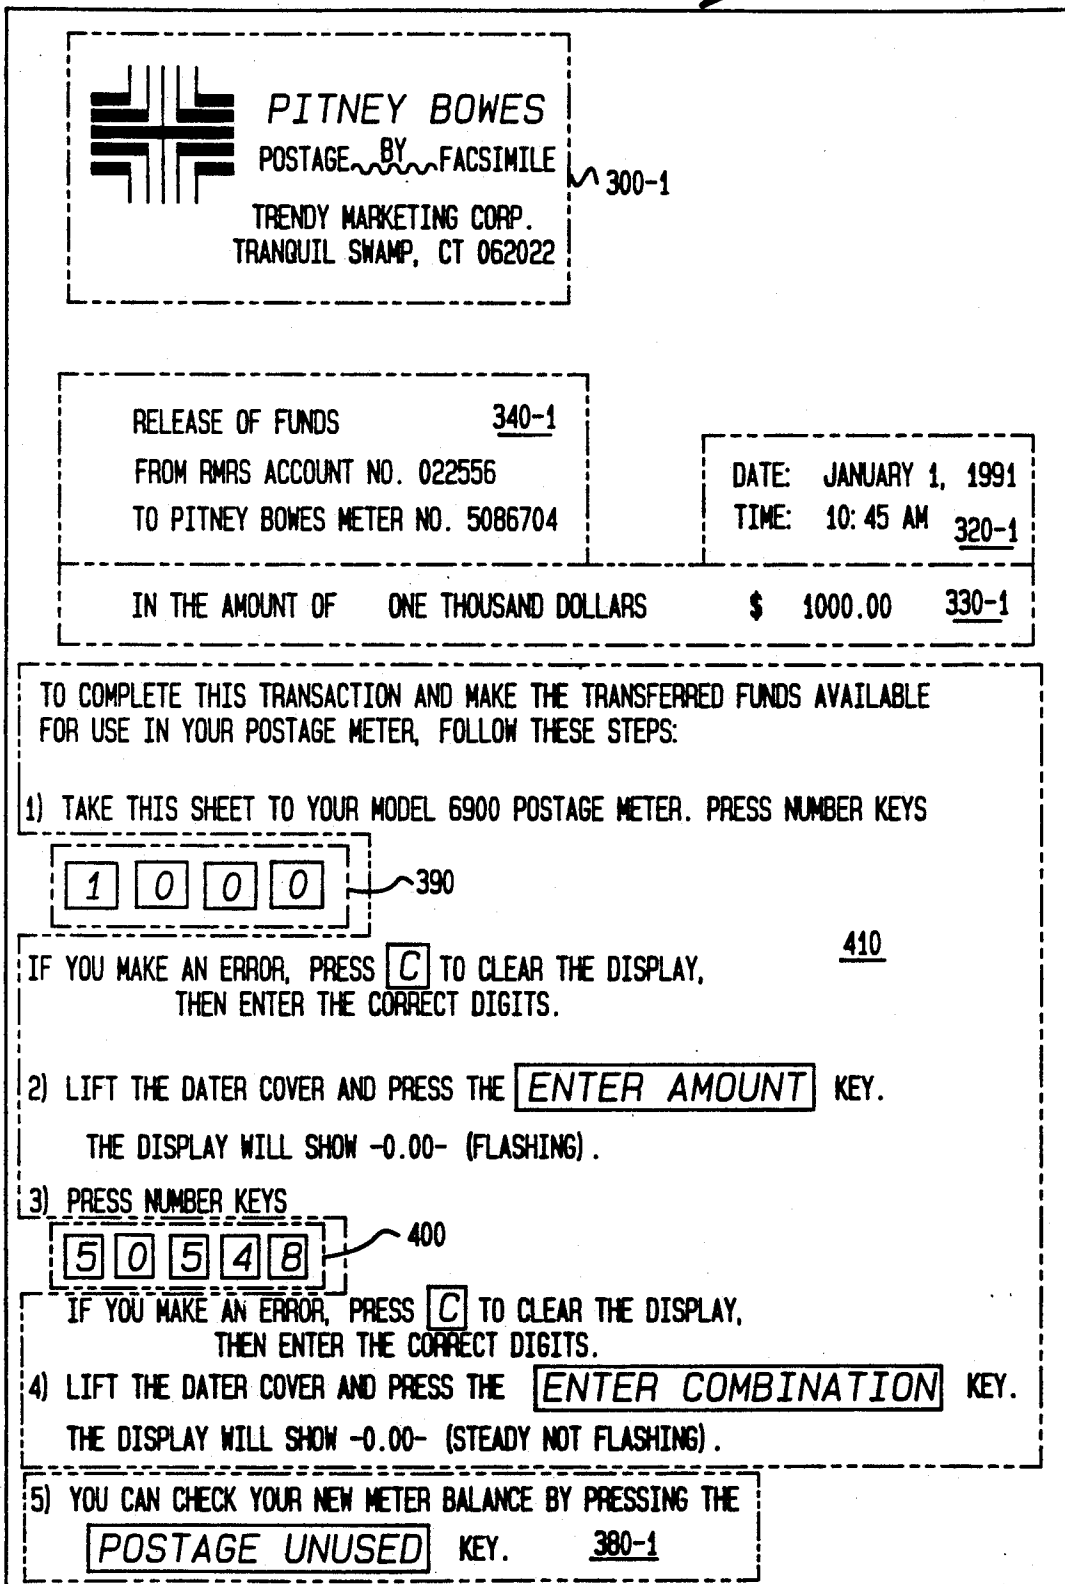 PITNEY BOWES
POSTAGE BY FACSIMILE
300-1
TRENDY MARKETING CORP.
TRANQUIL SWAMP, CT 062022
RELEASE OF FUNDS 340-1
FROM RMRS ACCOUNT NO. 022556
TO PITNEY BOWES METER NO. 5086704
DATE: JANUARY 1, 1991
TIME: 10:45 AM 320-1
IN THE AMOUNT OF ONE THOUSAND DOLLARS $ 1000.00 330-1
TO COMPLETE THIS TRANSACTION AND MAKE THE TRANSFERRED FUNDS AVAILABLE
FOR USE IN YOUR POSTAGE METER, FOLLOW THESE STEPS:
1) TAKE THIS SHEET TO YOUR MODEL 6900 POSTAGE METER. PRESS NUMBER KEYS
1 0 0 0 390
410
IF YOU MAKE AN ERROR, PRESS C TO CLEAR THE DISPLAY,
THEN ENTER THE CORRECT DIGITS.
2) LIFT THE DATER COVER AND PRESS THE ENTER AMOUNT KEY.
THE DISPLAY WILL SHOW -0.00- (FLASHING).
3) PRESS NUMBER KEYS
5 0 5 4 8 400
IF YOU MAKE AN ERROR, PRESS C TO CLEAR THE DISPLAY,
THEN ENTER THE CORRECT DIGITS.
4) LIFT THE DATER COVER AND PRESS THE ENTER COMBINATION KEY.
THE DISPLAY WILL SHOW -0.00- (STEADY NOT FLASHING).
5) YOU CAN CHECK YOUR NEW METER BALANCE BY PRESSING THE
POSTAGE UNUSED KEY. 380-1